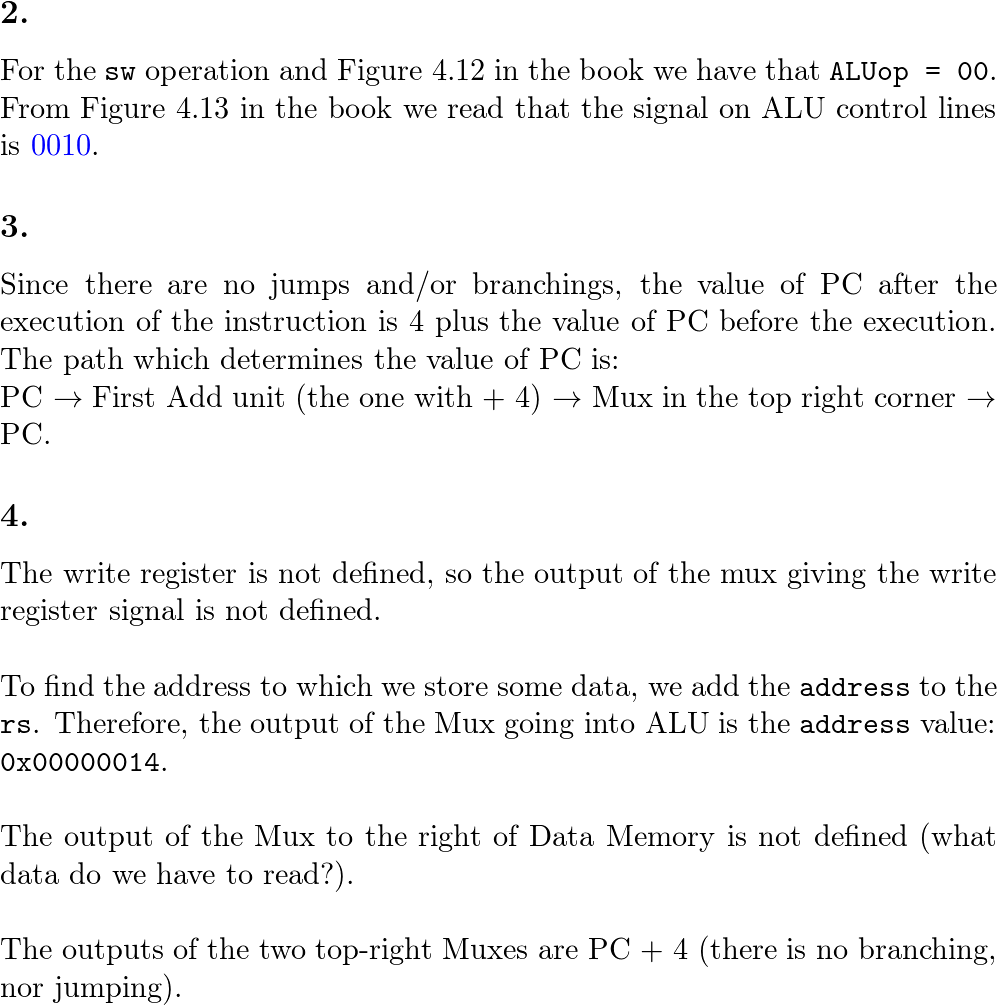 2.
For the sw operation and Figure 4.12 in the book we have that ALUop = 00.
From Figure 4.13 in the book we read that the signal on ALU control lines
is 0010.
3.
Since there are no jumps and/or branchings, the value of PC after the
execution of the instruction is 4 plus the value of PC before the execution.
The path which determines the value of PC is:
PC → First Add unit (the one with + 4) → Mux in the top right corner →
PC.
4.
The write register is not defined, so the output of the mux giving the write
register signal is not defined.
To find the address to which we store some data, we add the address to the
rs. Therefore, the output of the Mux going into ALU is the address value:
0x00000014.
The output of the Mux to the right of Data Memory is not defined (what
data do we have to read?).
The outputs of the two top-right Muxes are PC + 4 (there is no branching,
nor jumping).